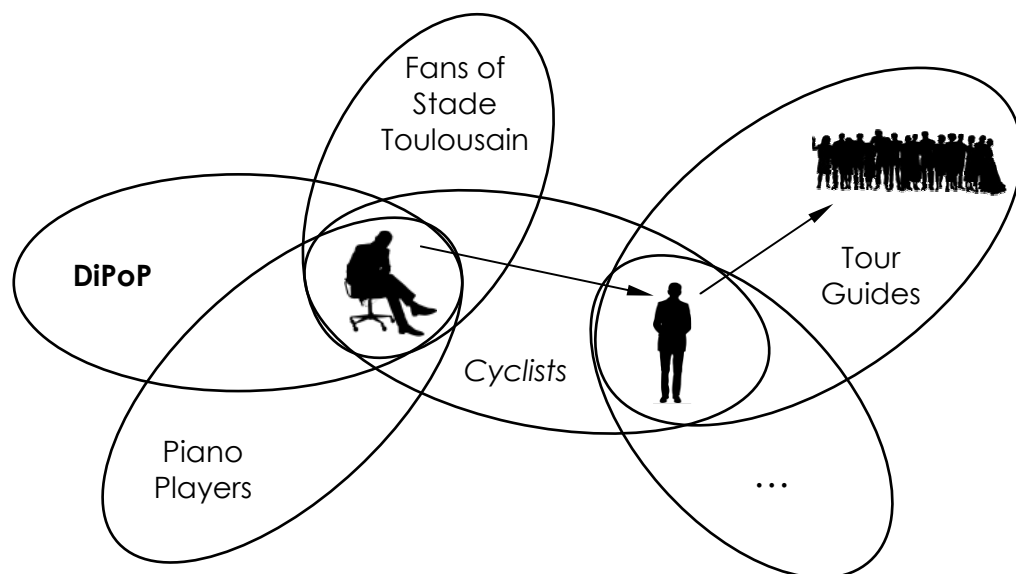 Fans of
Stade
Toulousain
DiPoP
Tour
Guides
Cyclists
Piano
Players
...